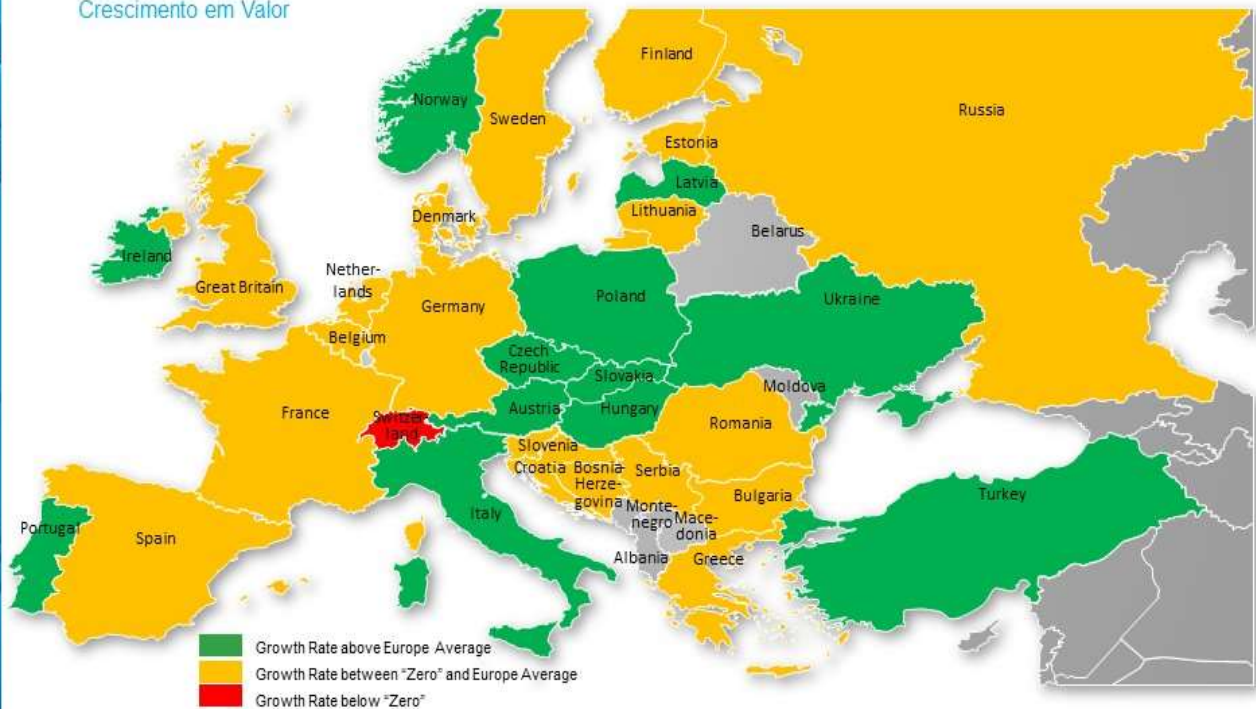 Crescimento em Valor
Finland
Norway
Sweden
Russia
Estonia
Latvia
Denmark
Lithuania
Belarus
Ireland
Nether-
lands
Great Britain
Germany
Poland
Ukraine
Belgium
Czech
Republic
Slovakia
Moldova
France
Switzer-
land
Austria
Hungary
Romania
Slovenia
Croatia
Bosnia-
Herze-
govina
Serbia
Bulgaria
Turkey
Monte-
negro
Mace-
donia
Italy
Portugal
Spain
Albania
Greece
Growth Rate above Europe Average
Growth Rate between “Zero” and Europe Average
Growth Rate below “Zero”